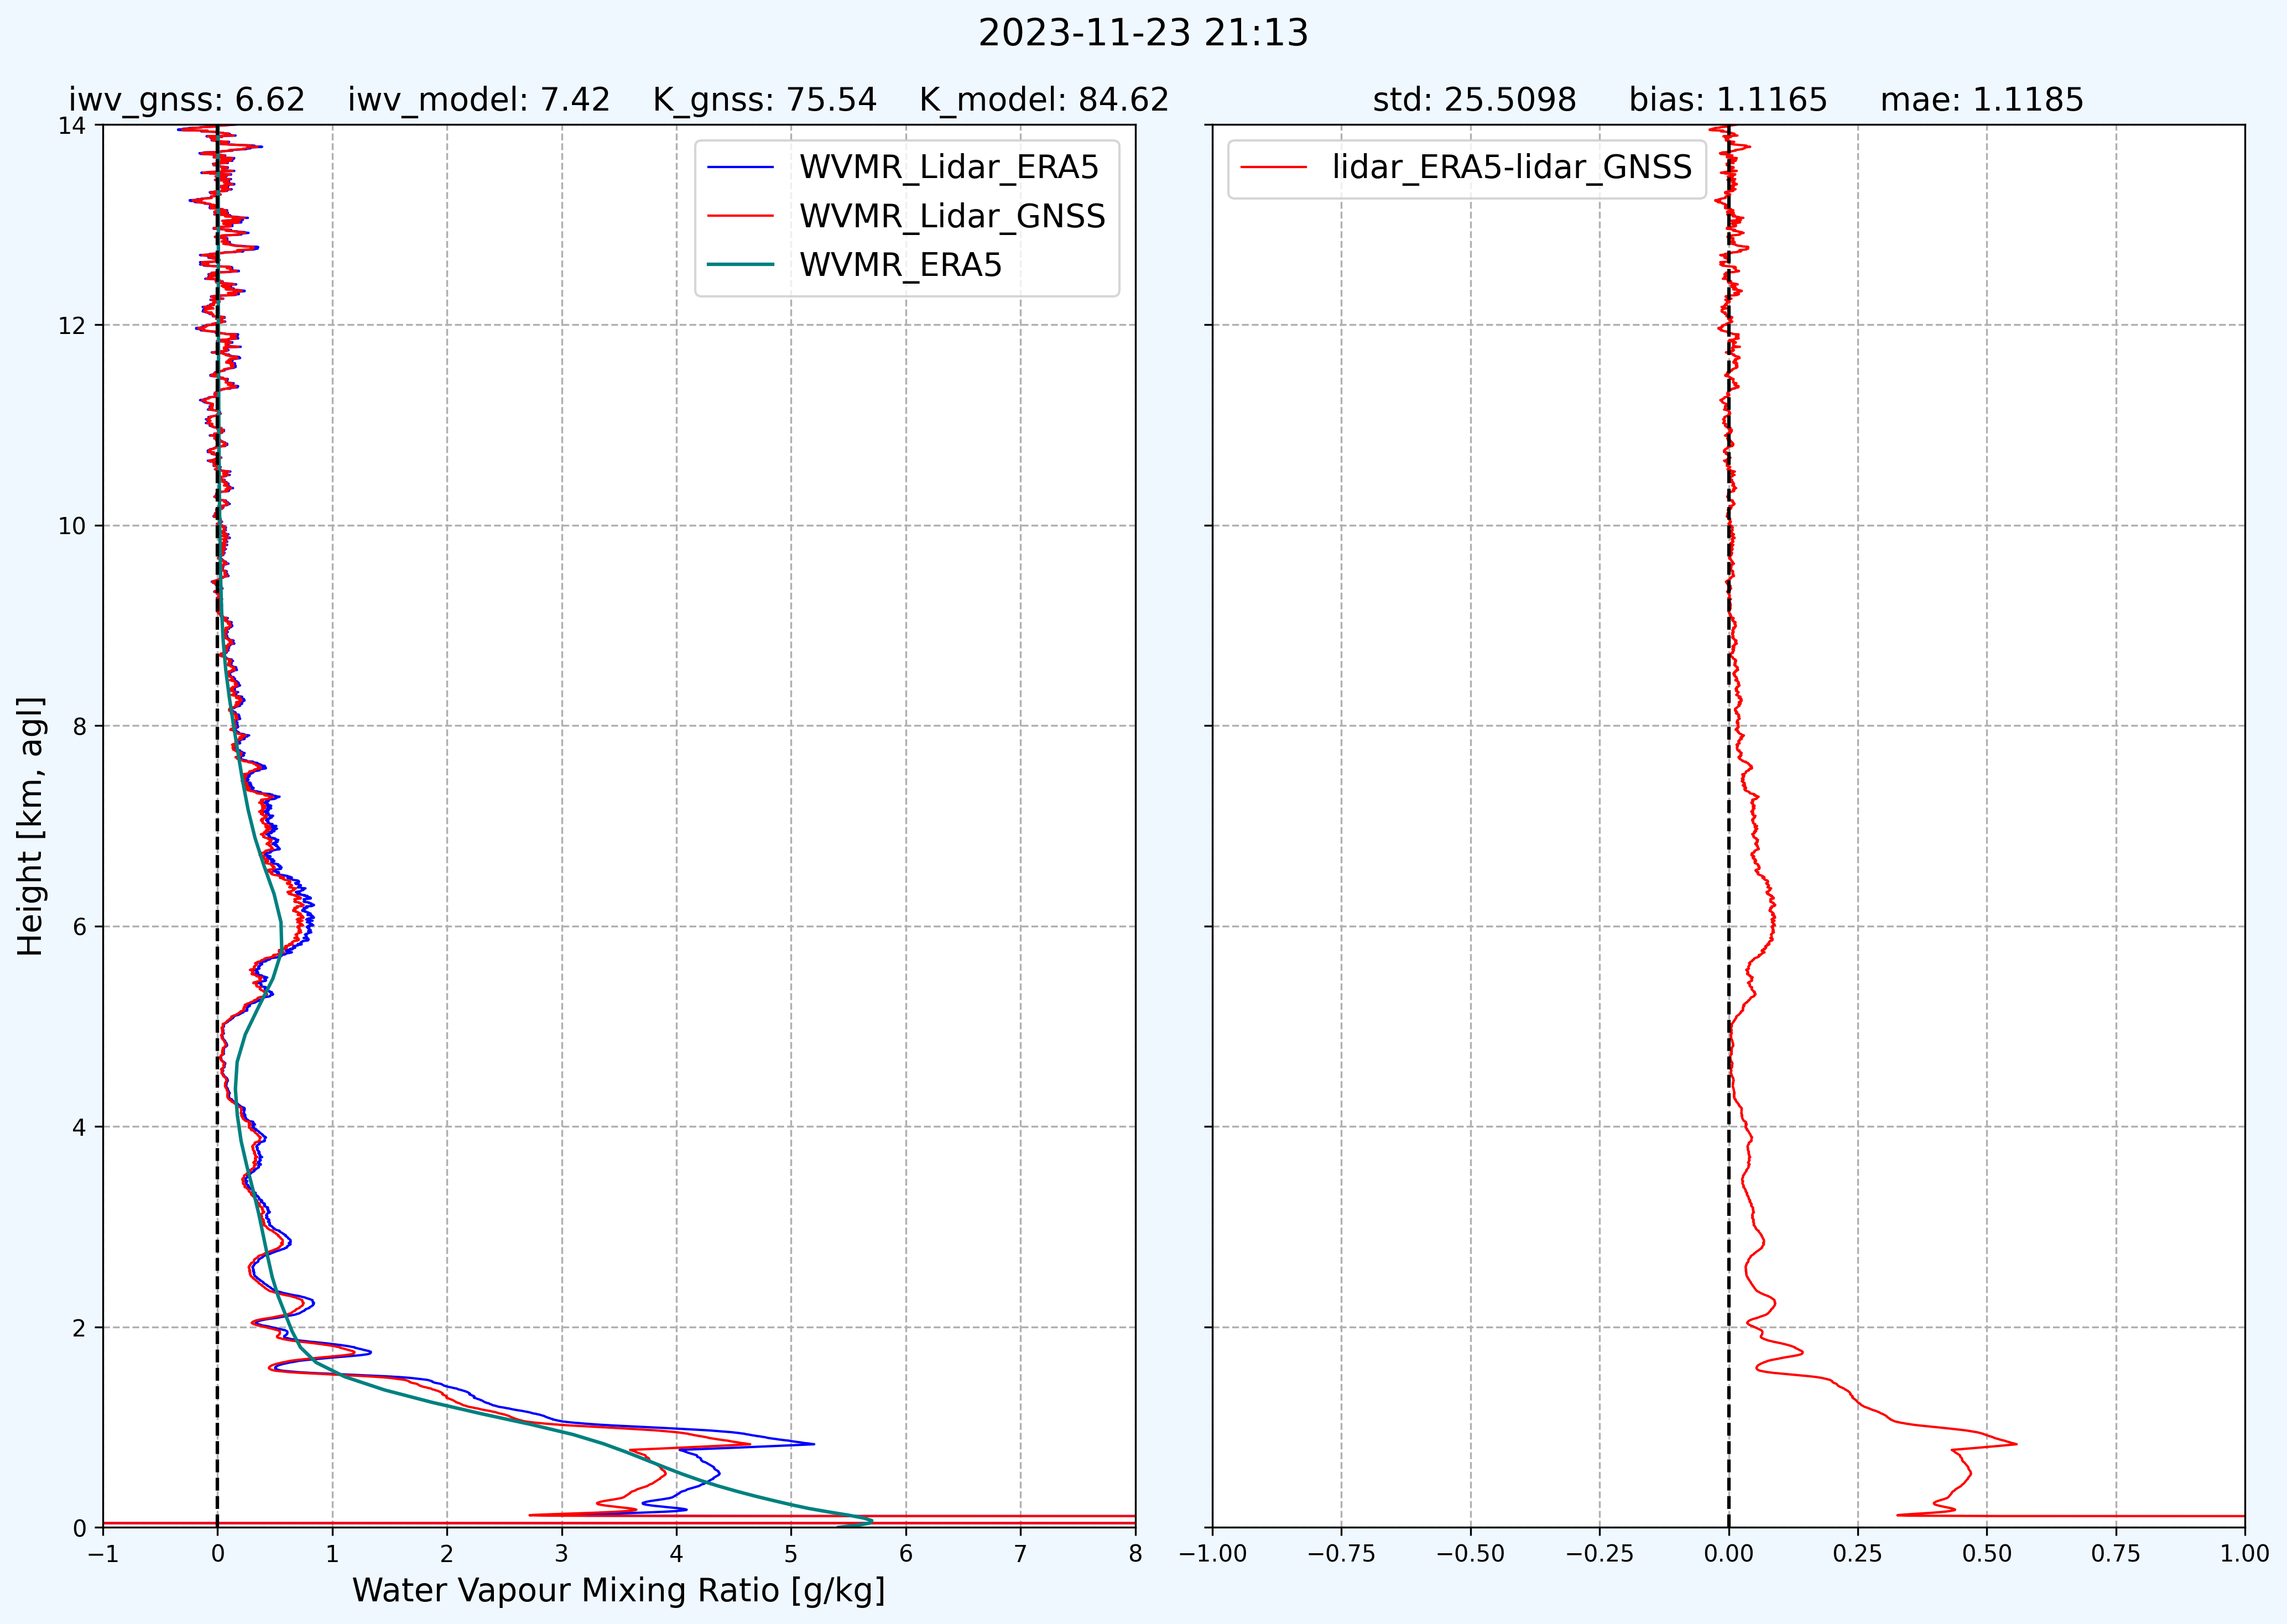 2023-11-23 21:13
iwv_gnss: 6.62 iwv_model: 7.42 K_gnss: 75.54 K_model: 84.62
std: 25.5098 bias: 1.1165 mae: 1.1185
WVMR_Lidar_ERA5
WVMR_Lidar_GNSS
WVMR_ERA5
lidar_ERA5-lidar_GNSS
14
12
10
8
6
4
2
0
Height [km, agl]
−1 0 1 2 3 4 5 6 7 8
−1.00 −0.75 −0.50 −0.25 0.00 0.25 0.50 0.75 1.00
Water Vapour Mixing Ratio [g/kg]